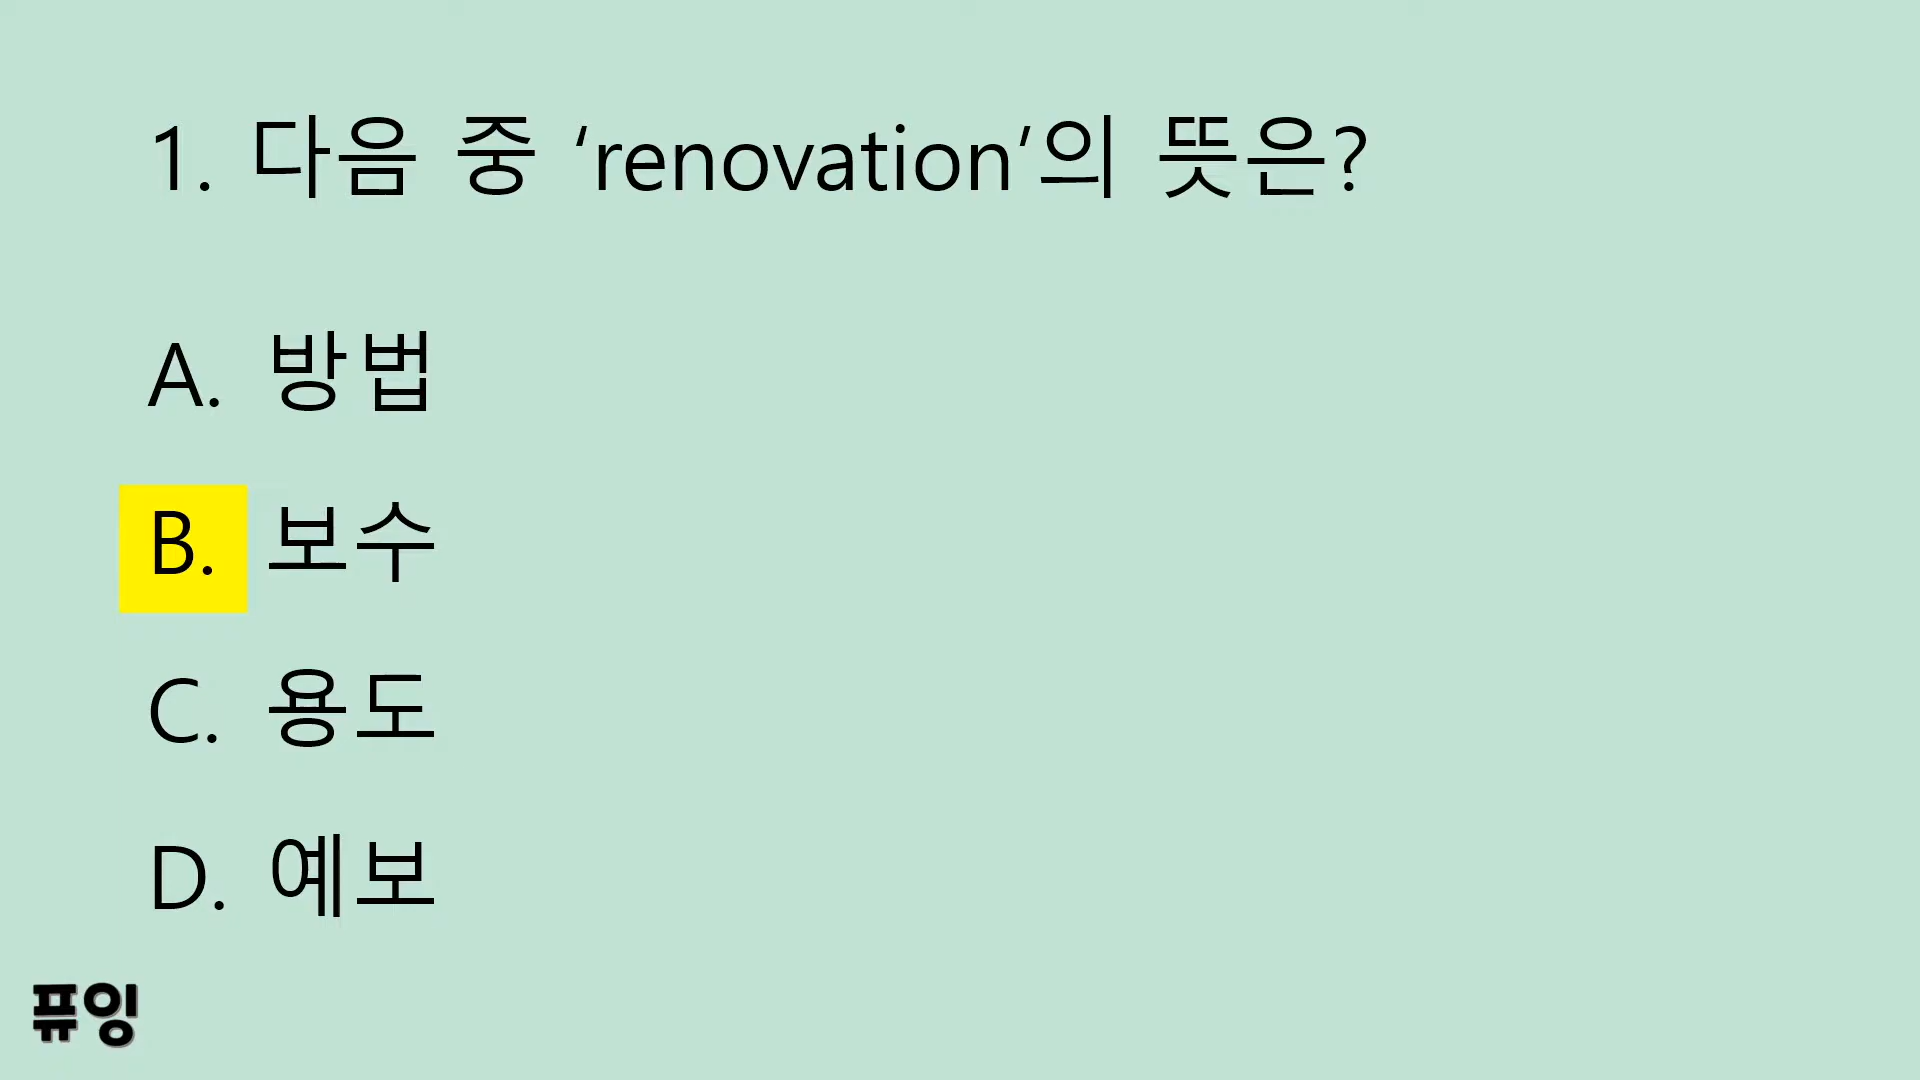 1. 다음 중 ‘renovation’의 뜻은?
A. 방법
B. 보수
C. 용도
D. 예보
퓨잉